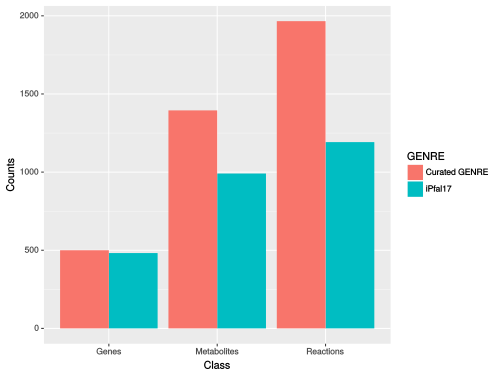 2000
1500
1000
500
0
Counts
Genes
Metabolites
Reactions
Class
GENRE
Curated GENRE
iPfal17